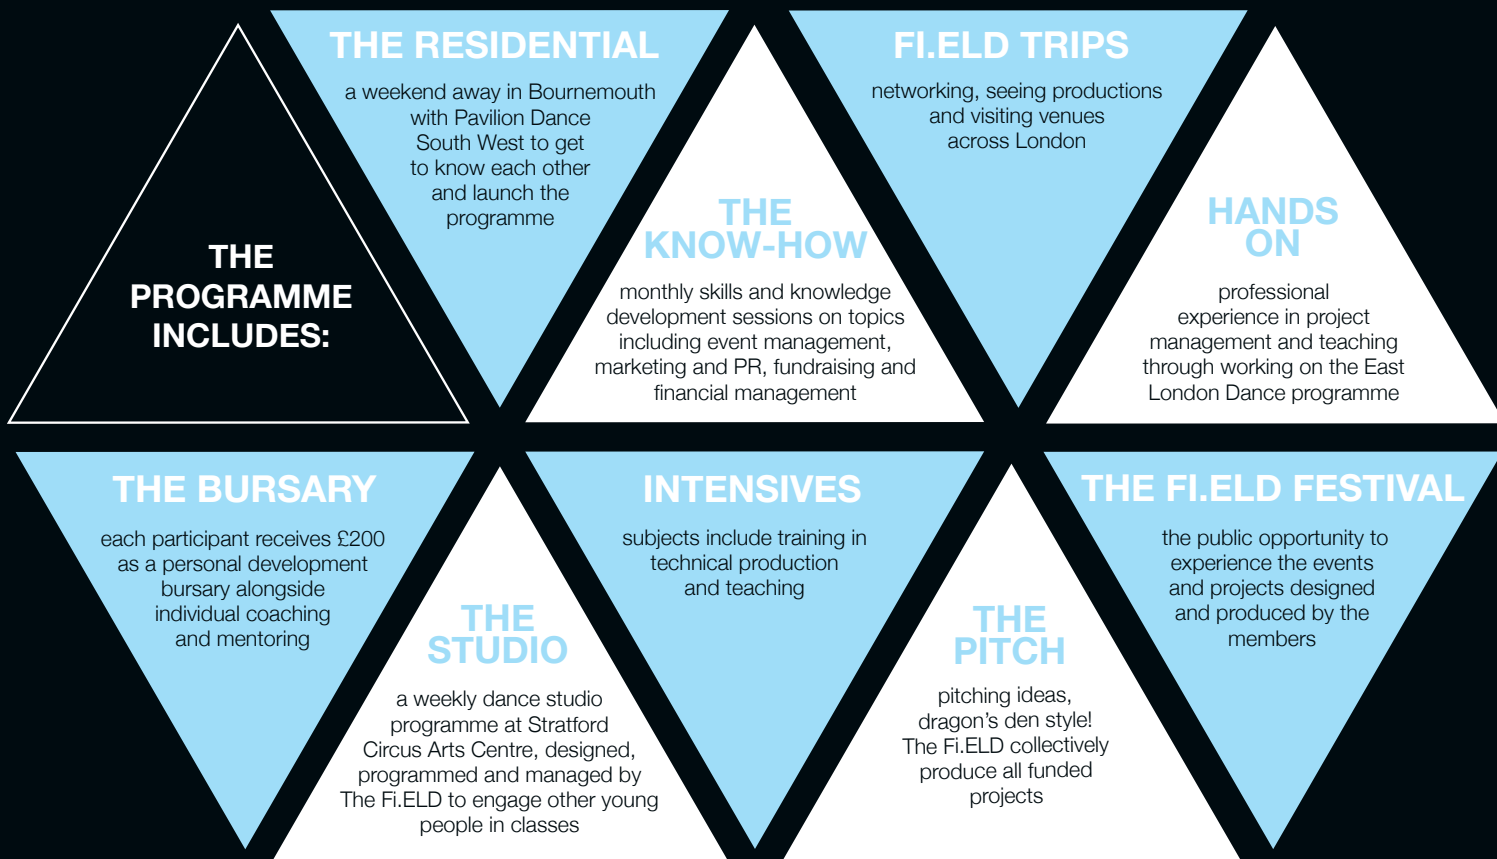 THE
PROGRAMME
INCLUDES:
THE RESIDENTIAL
a weekend away in Bournemouth
with Pavilion Dance
South West to get
to know each other
and launch the
programme
THE
KNOW-HOW
monthly skills and knowledge
development sessions on topics
including event management,
marketing and PR, fundraising and
financial management
FI.ELD TRIPS
networking, seeing productions
and visiting venues
across London
HANDS
ON
professional
experience in project
management and teaching
through working on the East
London Dance programme
THE BURSARY
each participant receives £200
as a personal development
bursary alongside
individual coaching
and mentoring
THE
STUDIO
a weekly dance studio
programme at Stratford
Circus Arts Centre, designed,
programmed and managed by
The Fi.ELD to engage other young
people in classes
INTENSIVES
subjects include training in
technical production
and teaching
THE
PITCH
pitching ideas,
dragon’s den style!
The Fi.ELD collectively
produce all funded
projects
THE FI.ELD FESTIVAL
the public opportunity to
experience the events
and projects designed
and produced by the
members